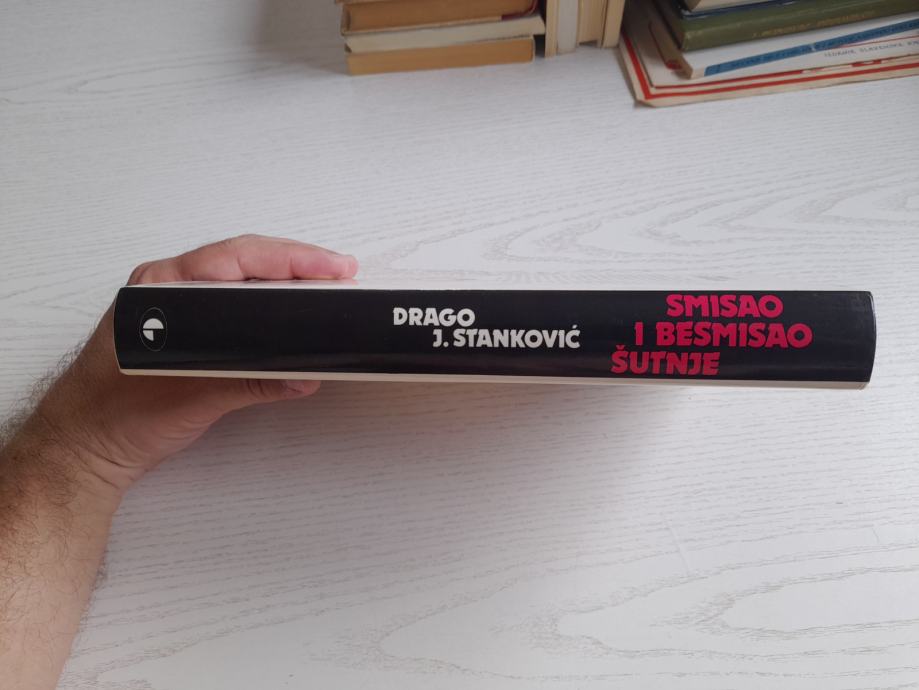 DRAGO
J. STANKOVIĆ
SMISAO
I BESMISAO
ŠUTNJE